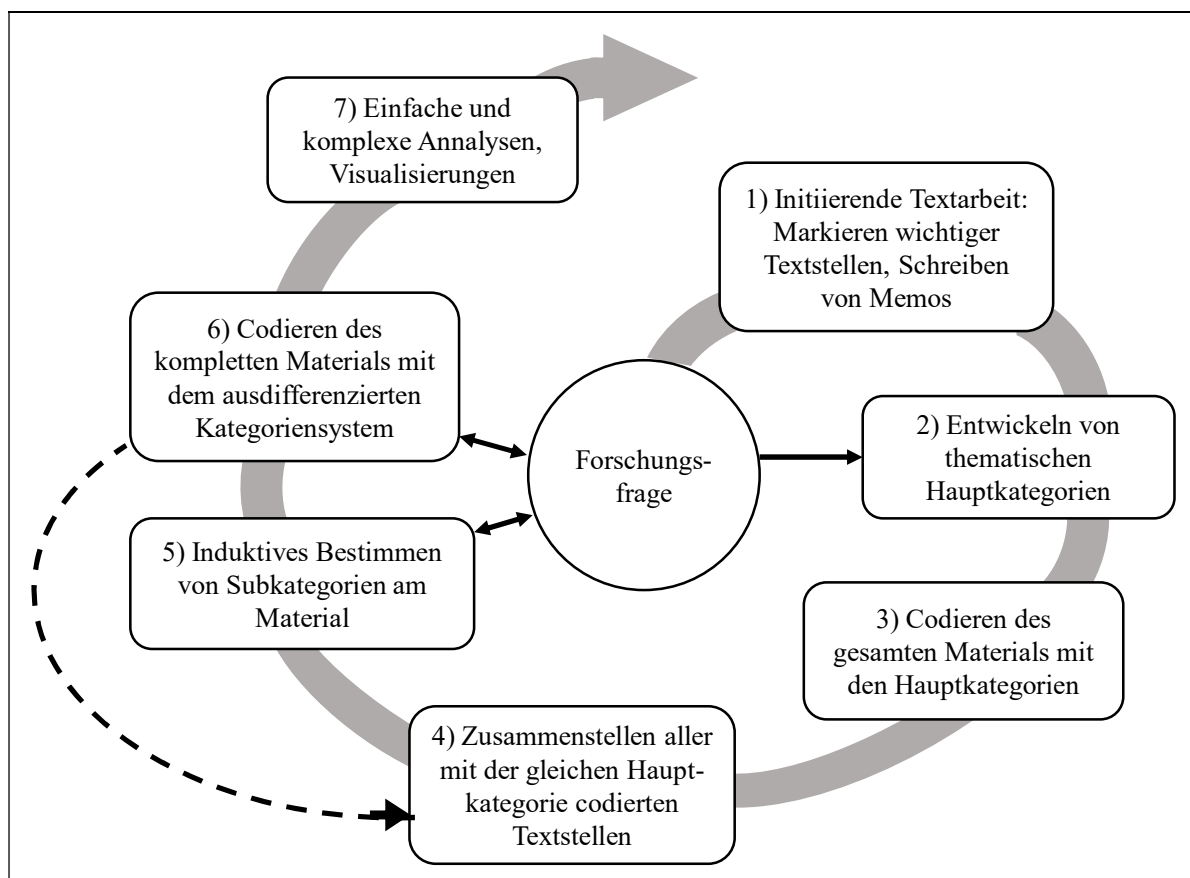 1) Initiierende Textarbeit:
Markieren wichtiger
Textstellen, Schreiben
von Memos
2) Entwickeln von
thematischen
Hauptkategorien
3) Codieren des
gesamten Materials mit
den Hauptkategorien
4) Zusammenstellen aller
mit der gleichen Haupt-
kategorie codierten
Textstellen
5) Induktives Bestimmen
von Subkategorien am
Material
6) Codieren des
kompletten Materials mit
dem ausdifferenzierten
Kategoriensystem
7) Einfache und
komplexe Annalysen,
Visualisierungen
Forschungs-
frage